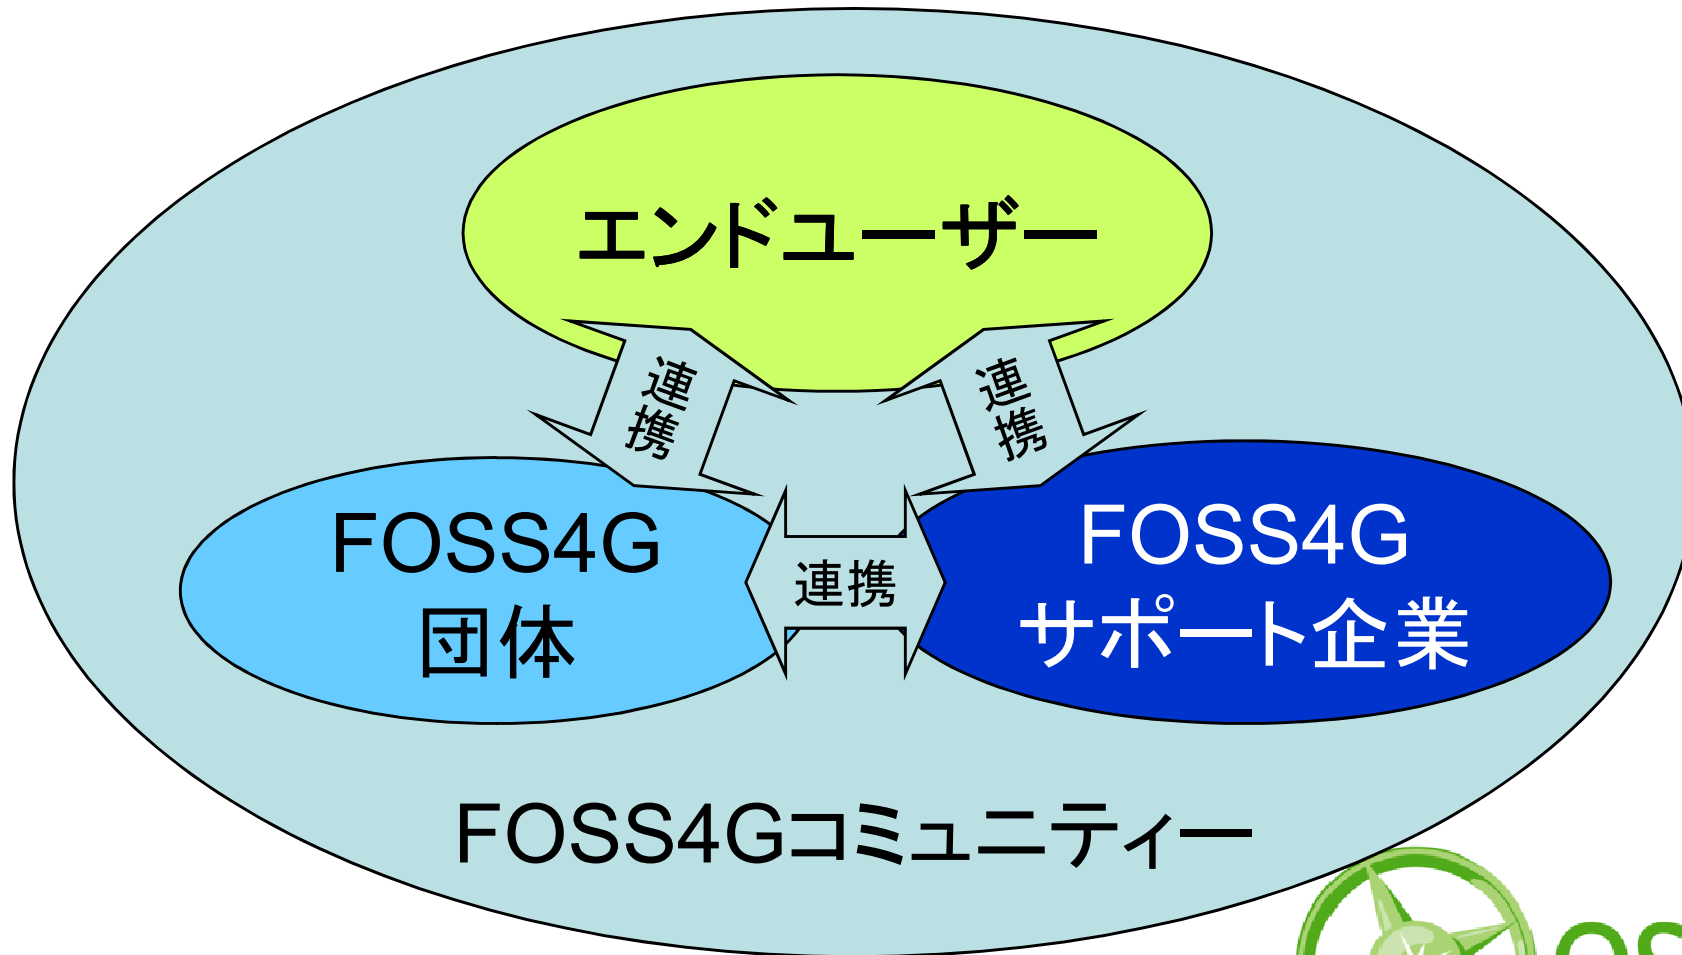 エンドユーザー
連携
連携
FOSS4G
団体
連携
FOSS4G
サポート企業
FOSS4Gコミュニティー